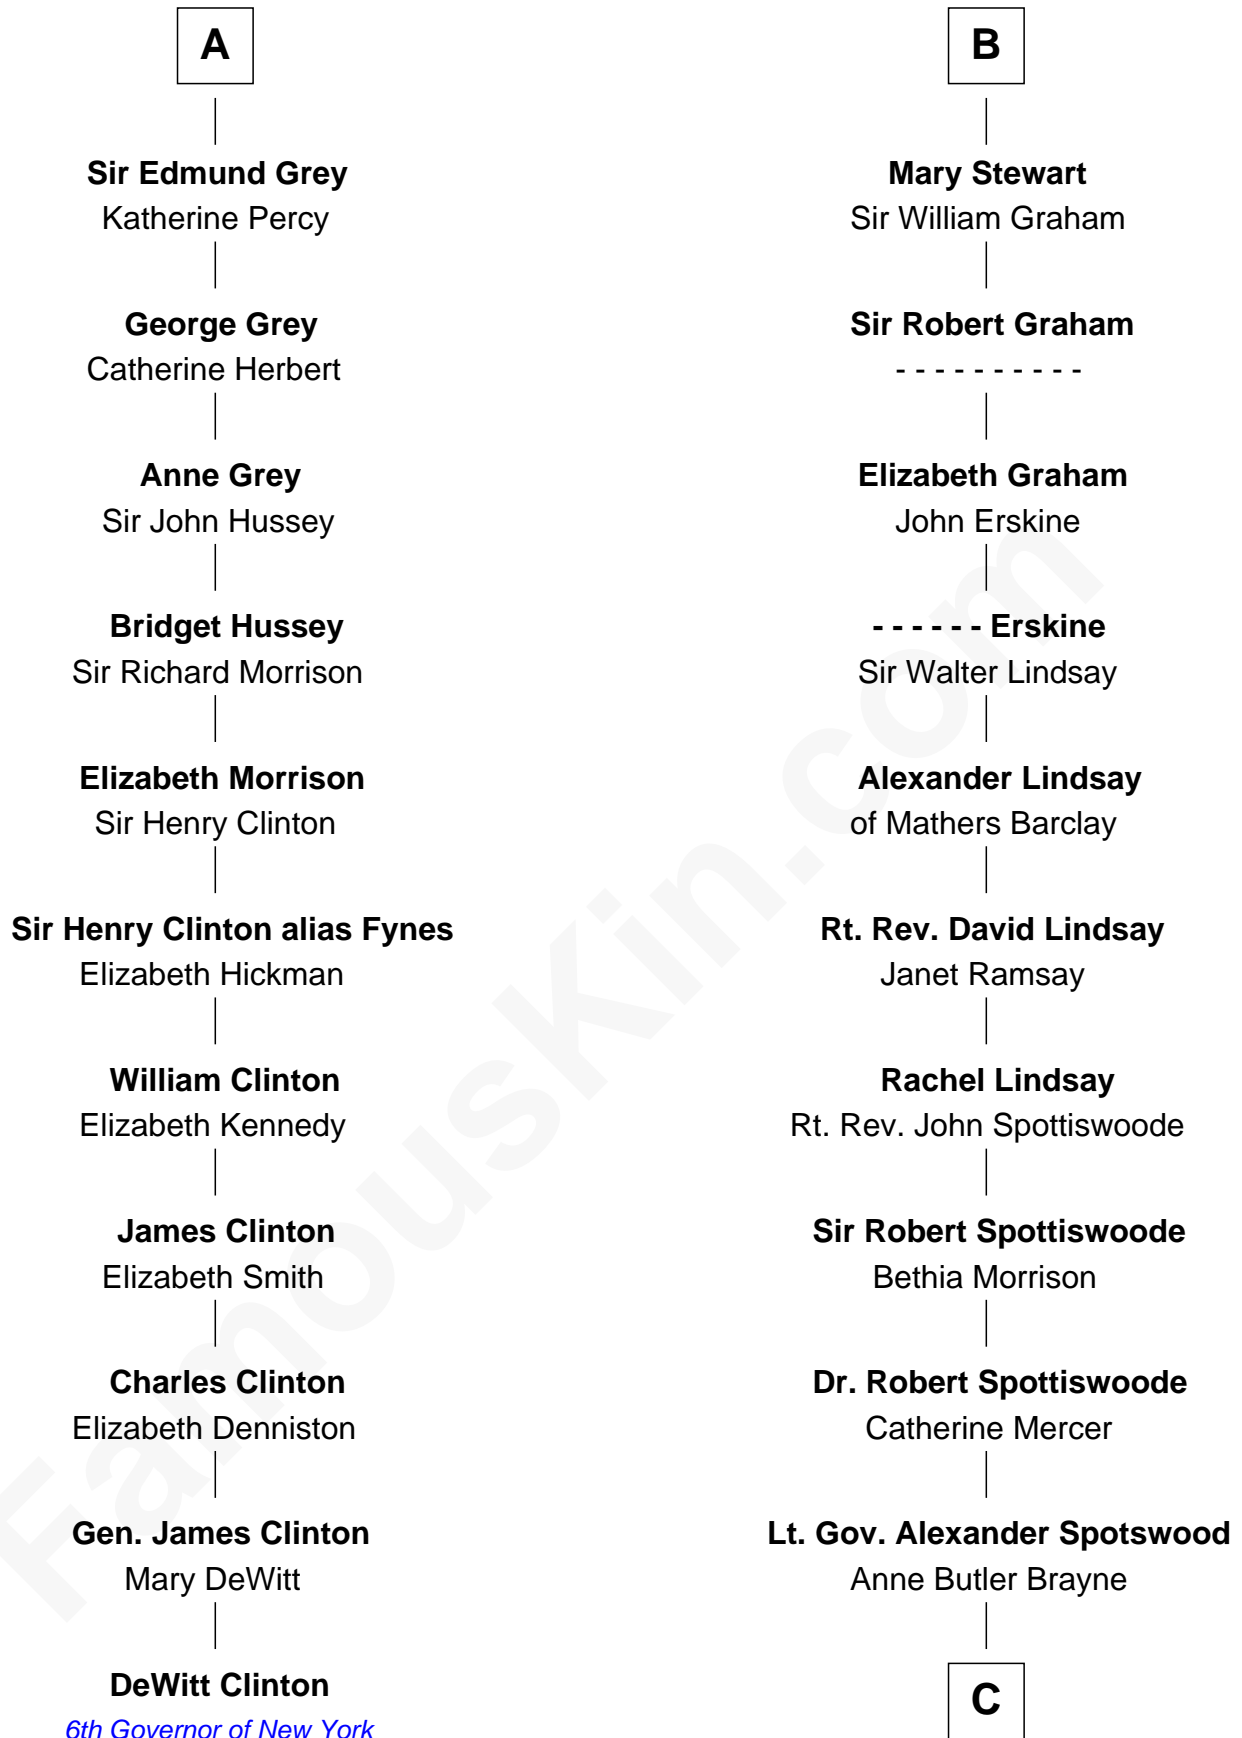 A
Sir Edmund Grey
Katherine Percy
George Grey
Catherine Herbert
Anne Grey
Sir John Hussey
Bridget Hussey
Sir Richard Morrison
Elizabeth Morrison
Sir Henry Clinton
Sir Henry Clinton alias Fynes
Elizabeth Hickman
William Clinton
Elizabeth Kennedy
James Clinton
Elizabeth Smith
Charles Clinton
Elizabeth Denniston
Gen. James Clinton
Mary DeWitt
DeWitt Clinton
6th Governor of New York
B
Mary Stewart
Sir William Graham
Sir Robert Graham
- - - - - - - - - -
Elizabeth Graham
John Erskine
- - - - - - Erskine
Sir Walter Lindsay
Alexander Lindsay
of Mathers Barclay
Rt. Rev. David Lindsay
Janet Ramsay
Rachel Lindsay
Rt. Rev. John Spottiswoode
Sir Robert Spottiswoode
Bethia Morrison
Dr. Robert Spottiswoode
Catherine Mercer
Lt. Gov. Alexander Spotswood
Anne Butler Brayne
C
FamousKin.com